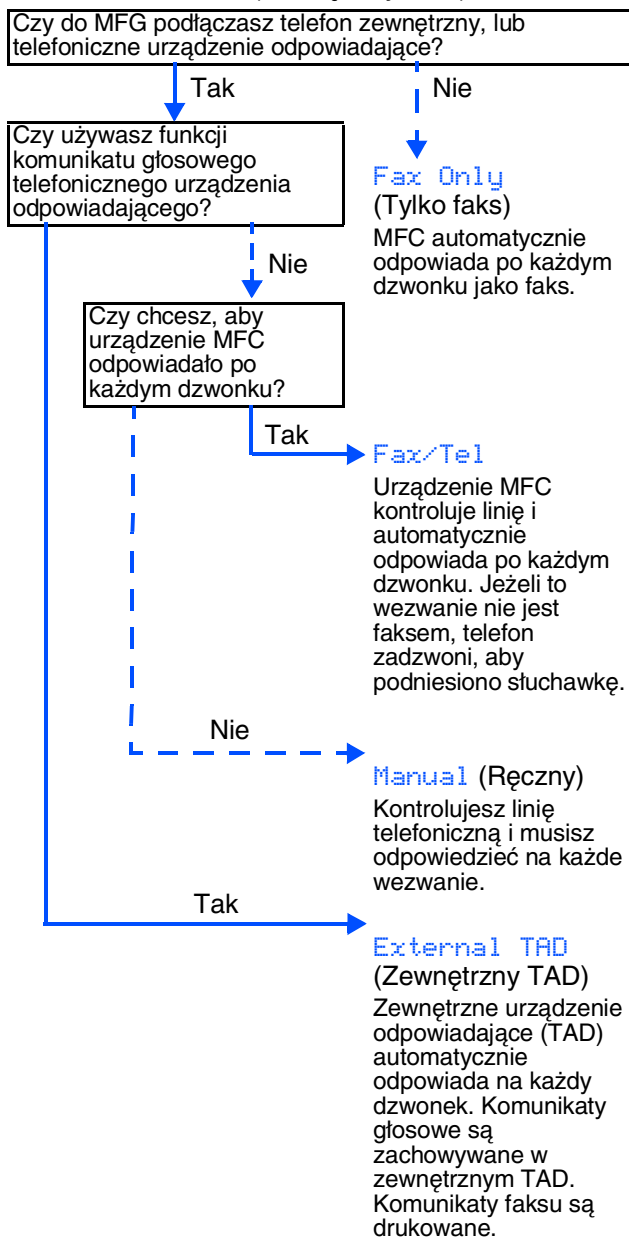 Czy do MFG podłączasz telefon zewnętrzny, lub
telefoniczne urządzenie odpowiadające?
Tak
Nie
Czy używasz funkcji
komunikatu głosowego
telefonicznego urządzenia
odpowiadającego?
Fax Only
(Tylko faks)
MFC automatycznie
odpowiada po każdym
dzwonku jako faks.
Nie
Czy chcesz, aby
urządzenie MFC
odpowiadało po
każdym dzwonku?
Tak
Fax/Tel
Urządzenie MFC
kontroluje linię i
automatycznie
odpowiada po każdym
dzwonku. Jeżeli to
wezwanie nie jest
faksem, telefon
zadzwoni, aby
podniesiono słuchawkę.
Nie
Manual (Ręczny)
Kontrolujesz linię
telefoniczną i musisz
odpowiedzieć na każde
wezwanie.
Tak
External TAD
(Zewnętrzny TAD)
Zewnętrzne urządzenie
odpowiadające (TAD)
automatycznie
odpowiada na każdy
dzwonek. Komunikaty
głosowe są
zachowywane w
zewnętrznym TAD.
Komunikaty faksu są
drukowane.